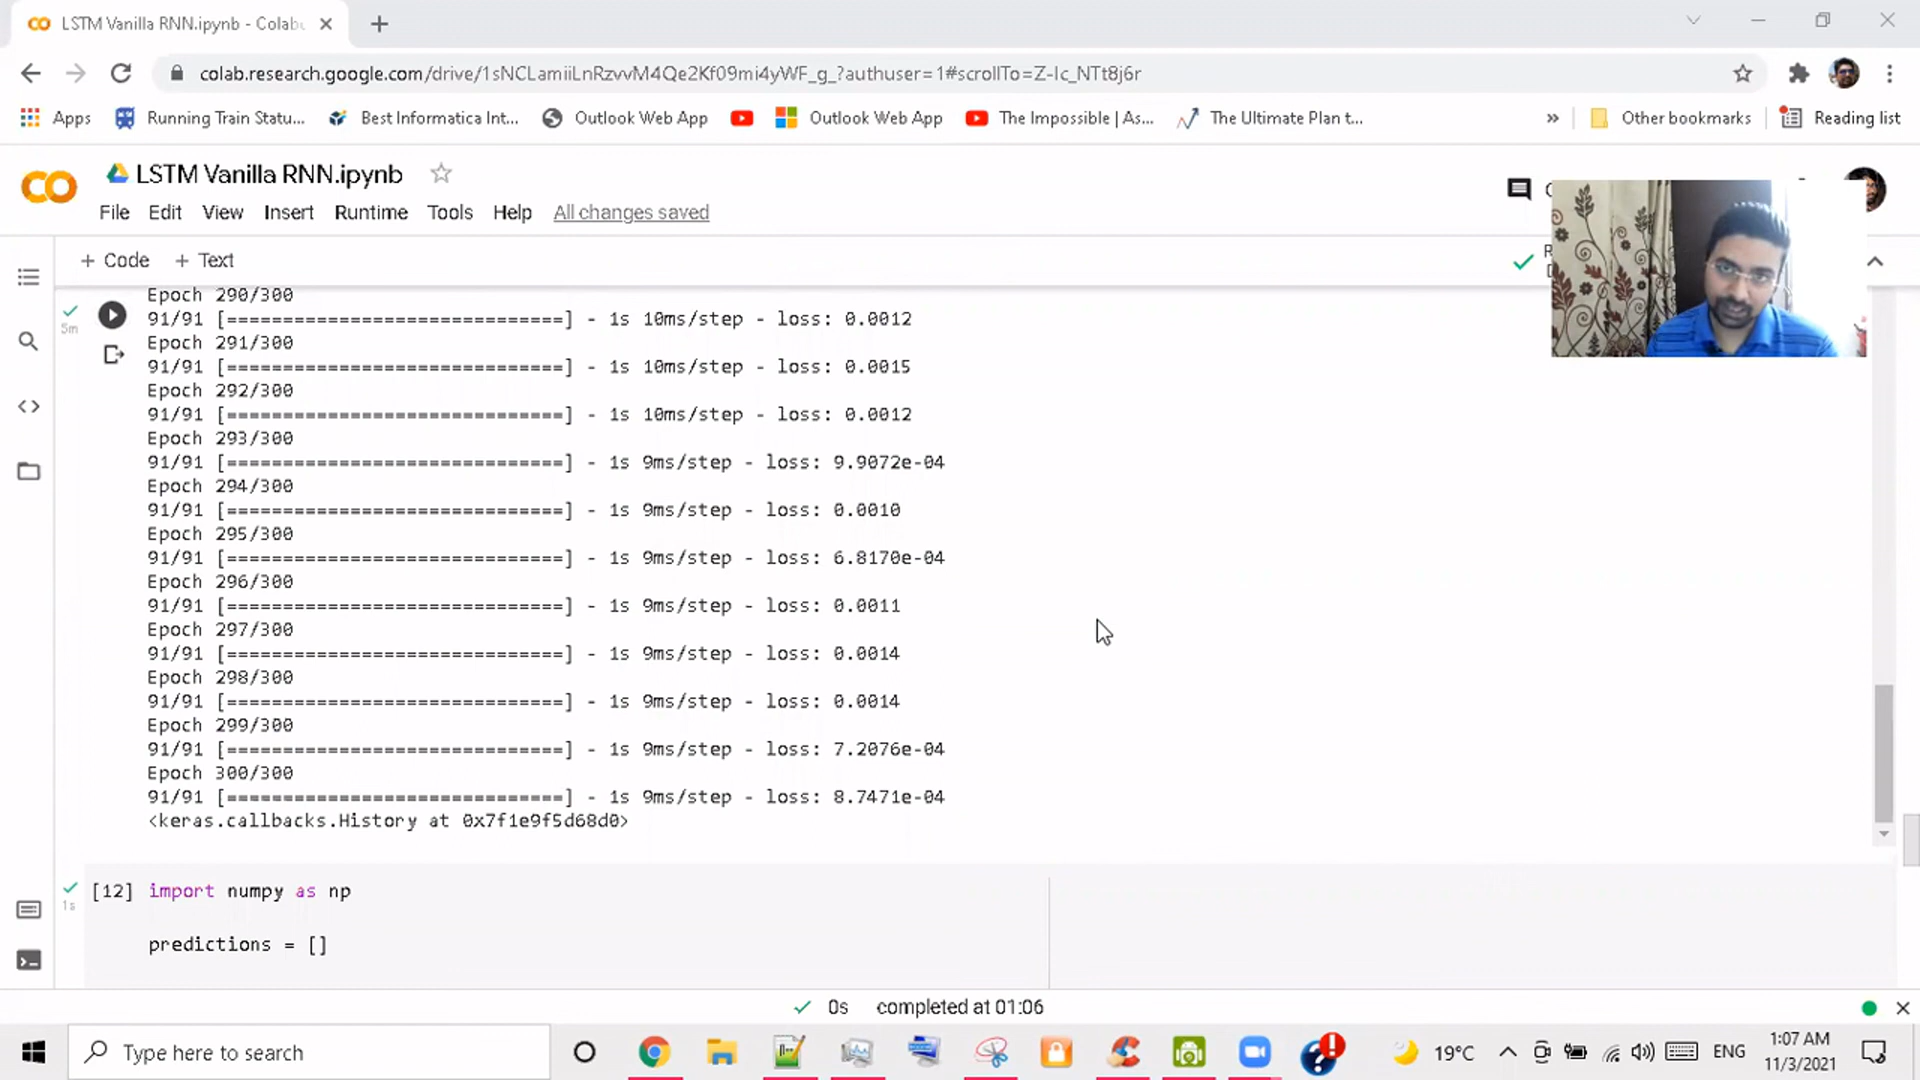 LSTM Vanilla RNN.ipynb - Colab
colab.research.google.com/drive/1sNCLamiiLnRzvvM4Qe2Kf09mi4yWF_g_?authuser=1#scrollTo=Z-Ic_NTt8j6r
Apps Running Train Statu... Best Informatica Int... Outlook Web App Outlook Web App The Impossible | As... The Ultimate Plan t... » Other bookmarks Reading list
LSTM Vanilla RNN.ipynb
File Edit View Insert Runtime Tools Help All changes saved
+ Code + Text
Epoch 290/300
91/91 [==============================] - 1s 10ms/step - loss: 0.0012
Epoch 291/300
91/91 [==============================] - 1s 10ms/step - loss: 0.0015
Epoch 292/300
91/91 [==============================] - 1s 10ms/step - loss: 0.0012
Epoch 293/300
91/91 [==============================] - 1s 9ms/step - loss: 9.9072e-04
Epoch 294/300
91/91 [==============================] - 1s 9ms/step - loss: 0.0010
Epoch 295/300
91/91 [==============================] - 1s 9ms/step - loss: 6.8170e-04
Epoch 296/300
91/91 [==============================] - 1s 9ms/step - loss: 0.0011
Epoch 297/300
91/91 [==============================] - 1s 9ms/step - loss: 0.0014
Epoch 298/300
91/91 [==============================] - 1s 9ms/step - loss: 0.0014
Epoch 299/300
91/91 [==============================] - 1s 9ms/step - loss: 7.2076e-04
Epoch 300/300
91/91 [==============================] - 1s 9ms/step - loss: 8.7471e-04
<keras.callbacks.History at 0x7f1e9f5d68d0>
5m
[12] import numpy as np
1s
predictions = []
0s completed at 01:06
Type here to search
19°C
ENG
1:07 AM
11/3/2021